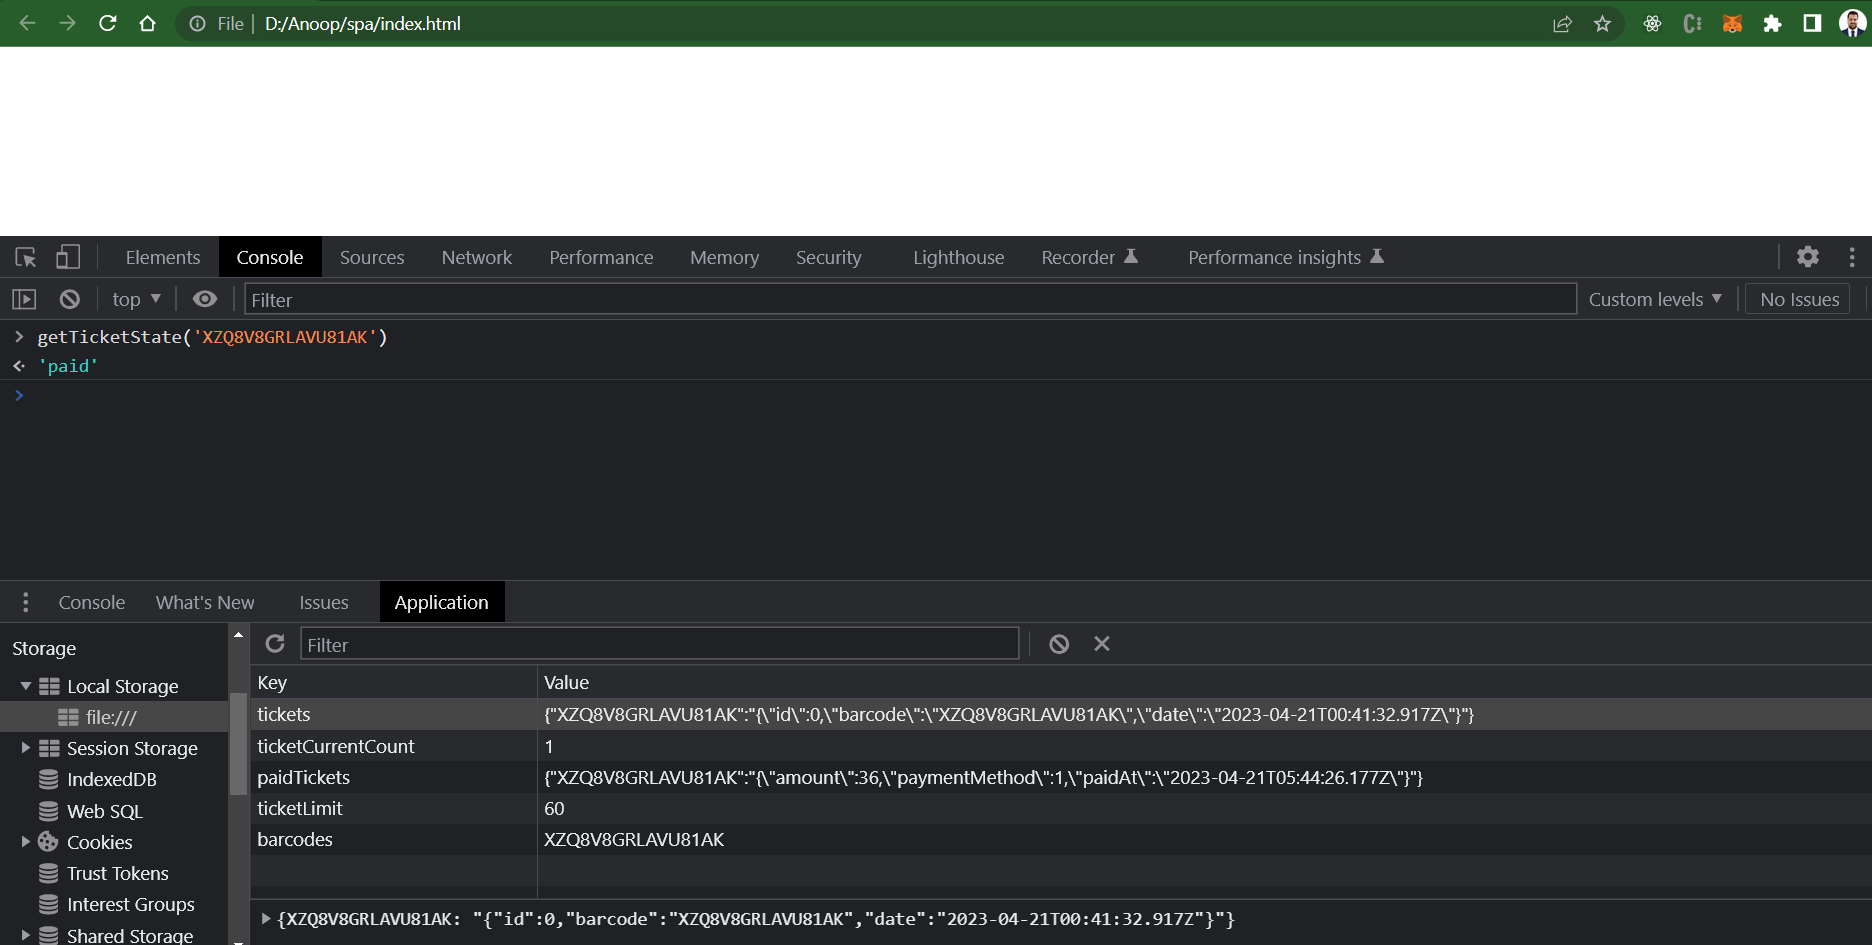 File | D:/Anoop/spa/index.html
Elements Console Sources Network Performance Memory Security Lighthouse Recorder Performance insights
top Filter Custom levels No Issues
getTicketState('XZQ8V8GRLAVU81AK')
'paid'
Console What's New Issues Application
Storage Filter
Key Value
Local Storage
file:///
tickets {"XZQ8V8GRLAVU81AK":"{\"id\":0,\"barcode\":\"XZQ8V8GRLAVU81AK\",\"date\":\"2023-04-21T00:41:32.917Z\"}"}
Session Storage
ticketCurrentCount 1
IndexedDB
paidTickets {"XZQ8V8GRLAVU81AK":"{\"amount\":36,\"paymentMethod\":1,\"paidAt\":\"2023-04-21T05:44:26.177Z\"}"}
Web SQL
ticketLimit 60
Cookies
barcodes XZQ8V8GRLAVU81AK
Trust Tokens
Interest Groups
{XZQ8V8GRLAVU81AK: "{"id":0,"barcode":"XZQ8V8GRLAVU81AK","date":"2023-04-21T00:41:32.917Z"}"}
Shared Storage